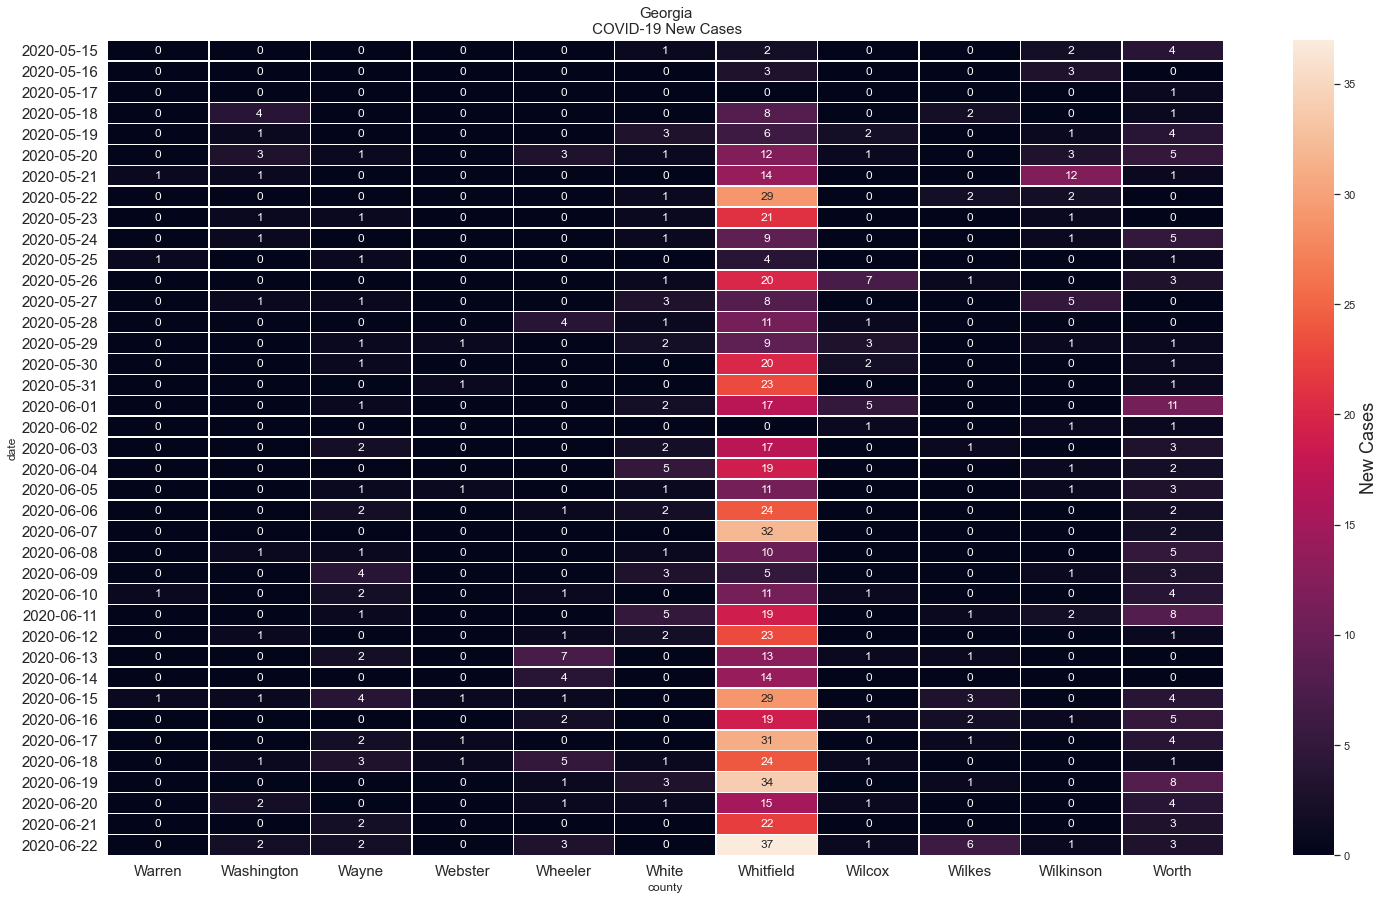 Georgia
COVID-19 New Cases
2020-05-15 0 0 0 0 0 1 2 0 0 2 4
2020-05-16 0 0 0 0 0 0 3 0 0 3 0
2020-05-17 0 0 0 0 0 0 0 0 0 0 1
2020-05-18 0 4 0 0 0 0 8 0 2 0 1
2020-05-19 0 1 0 0 0 3 6 2 0 1 4
2020-05-20 0 3 1 0 3 1 12 1 0 3 5
2020-05-21 1 1 0 0 0 0 14 0 0 12 1
2020-05-22 0 0 0 0 0 1 29 0 2 2 0
2020-05-23 0 1 1 0 0 1 21 0 0 1 0
2020-05-24 0 1 0 0 0 1 9 0 0 1 5
2020-05-25 1 0 1 0 0 0 4 0 0 0 1
2020-05-26 0 0 0 0 0 1 20 7 1 0 3
2020-05-27 0 1 1 0 0 3 8 0 0 5 0
2020-05-28 0 0 0 0 4 1 11 1 0 0 0
2020-05-29 0 0 1 1 0 2 9 3 0 1 1
2020-05-30 0 0 1 0 0 0 20 2 0 0 1
2020-05-31 0 0 0 1 0 0 23 0 0 0 1
2020-06-01 0 0 1 0 0 2 17 5 0 0 11
2020-06-02 0 0 0 0 0 0 0 1 0 1 1
2020-06-03 0 0 2 0 0 2 17 0 1 0 3
2020-06-04 0 0 0 0 0 5 19 0 0 1 2
2020-06-05 0 0 1 1 0 1 11 0 0 1 3
2020-06-06 0 0 2 0 1 2 24 0 0 0 2
2020-06-07 0 0 0 0 0 0 32 0 0 0 2
2020-06-08 0 1 1 0 0 1 10 0 0 0 5
2020-06-09 0 0 4 0 0 3 5 0 0 1 3
2020-06-10 1 0 2 0 1 0 11 1 0 0 4
2020-06-11 0 0 1 0 0 5 19 0 1 2 8
2020-06-12 0 1 0 0 1 2 23 0 0 0 1
2020-06-13 0 0 2 0 7 0 13 1 1 0 0
2020-06-14 0 0 0 0 4 0 14 0 0 0 0
2020-06-15 1 1 4 1 1 0 29 0 3 0 4
2020-06-16 0 0 0 0 2 0 19 1 2 1 5
2020-06-17 0 0 2 1 0 0 31 0 1 0 4
2020-06-18 0 1 3 1 5 1 24 1 0 0 1
2020-06-19 0 0 0 0 1 3 34 0 1 0 8
2020-06-20 0 2 0 0 1 1 15 1 0 0 4
2020-06-21 0 0 2 0 0 0 22 0 0 0 3
2020-06-22 0 2 2 0 3 0 37 1 6 1 3
Warren Washington Wayne Webster Wheeler White Whitfield Wilcox Wilkes Wilkinson Worth
county
date
35
30
25
20
15
10
5
0
New Cases